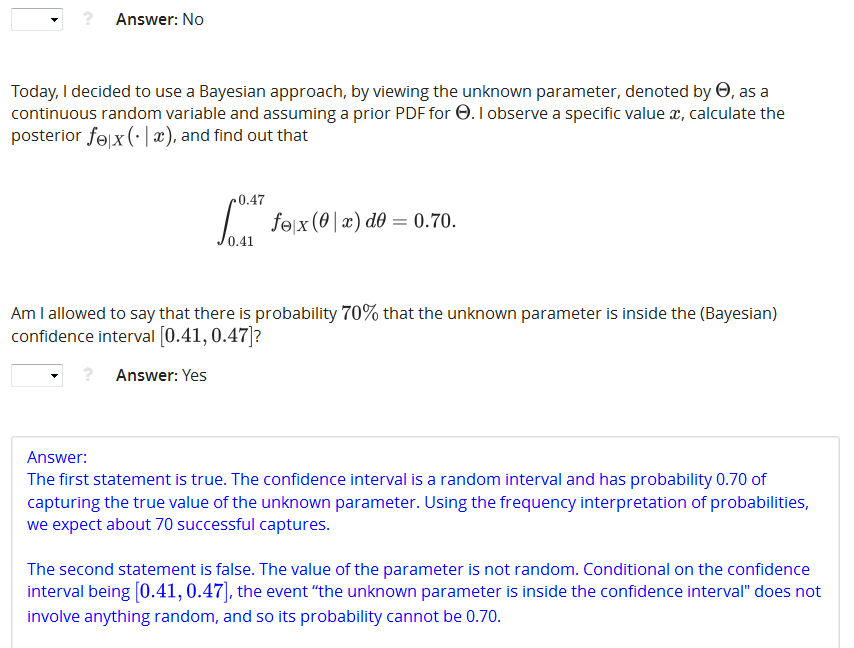 ? Answer: No
Today, I decided to use a Bayesian approach, by viewing the unknown parameter, denoted by Θ, as a
continuous random variable and assuming a prior PDF for Θ. I observe a specific value x, calculate the
posterior f_{Θ|X}(· | x), and find out that
∫_{0.41}^{0.47} f_{Θ|X}(θ | x) dθ = 0.70.
Am I allowed to say that there is probability 70% that the unknown parameter is inside the (Bayesian)
confidence interval [0.41, 0.47]?
? Answer: Yes
Answer:
The first statement is true. The confidence interval is a random interval and has probability 0.70 of
capturing the true value of the unknown parameter. Using the frequency interpretation of probabilities,
we expect about 70 successful captures.
The second statement is false. The value of the parameter is not random. Conditional on the confidence
interval being [0.41, 0.47], the event “the unknown parameter is inside the confidence interval" does not
involve anything random, and so its probability cannot be 0.70.